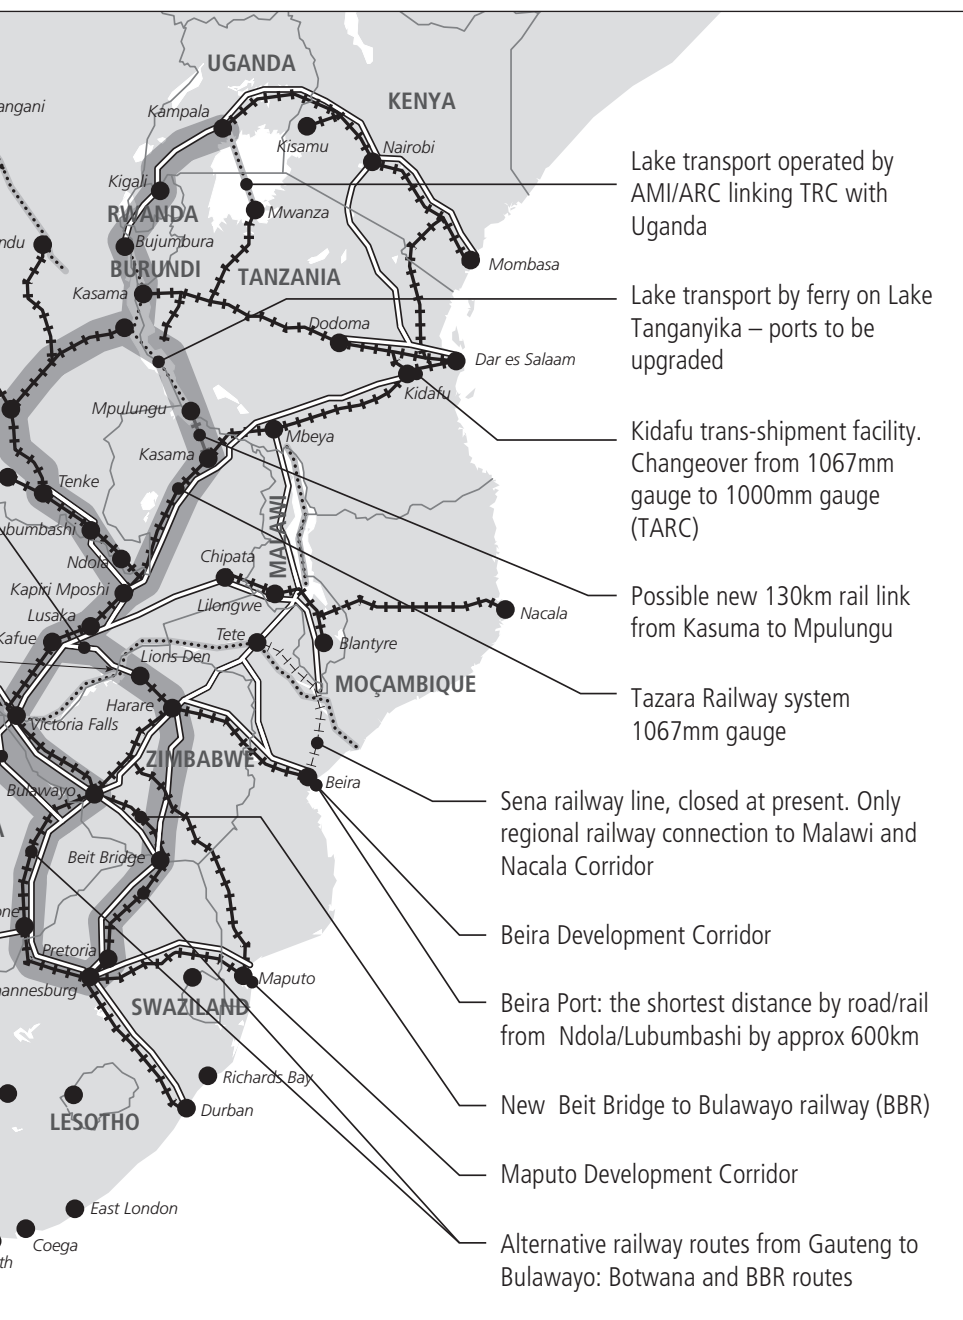 UGANDA
KENYA
angani
Kampala
Kisamu
Nairobi
Kigali
RWANDA
Mwanza
ndu
Bujumbura
BURUNDI
TANZANIA
Mombasa
Kasama
Dodoma
Dar es Salaam
Kidafu
Mpulungu
Mbeya
Kasama
Tenke
MALAWI
ubumbashi
Ndola
Chipata
Kapiri Mposhi
Lilongwe
Nacala
Lusaka
Kafue
Tete
Blantyre
Lions Den
MOÇAMBIQUE
Harare
Victoria Falls
ZIMBABWE
Bulawayo
Beira
A
Beit Bridge
one
Pretoria
Maputo
hannesburg
SWAZILAND
Richards Bay
Durban
LESOTHO
East London
Coega
th
Lake transport operated by
AMI/ARC linking TRC with
Uganda
Lake transport by ferry on Lake
Tanganyika – ports to be
upgraded
Kidafu trans-shipment facility.
Changeover from 1067mm
gauge to 1000mm gauge
(TARC)
Possible new 130km rail link
from Kasuma to Mpulungu
Tazara Railway system
1067mm gauge
Sena railway line, closed at present. Only
regional railway connection to Malawi and
Nacala Corridor
Beira Development Corridor
Beira Port: the shortest distance by road/rail
from Ndola/Lubumbashi by approx 600km
New Beit Bridge to Bulawayo railway (BBR)
Maputo Development Corridor
Alternative railway routes from Gauteng to
Bulawayo: Botwana and BBR routes